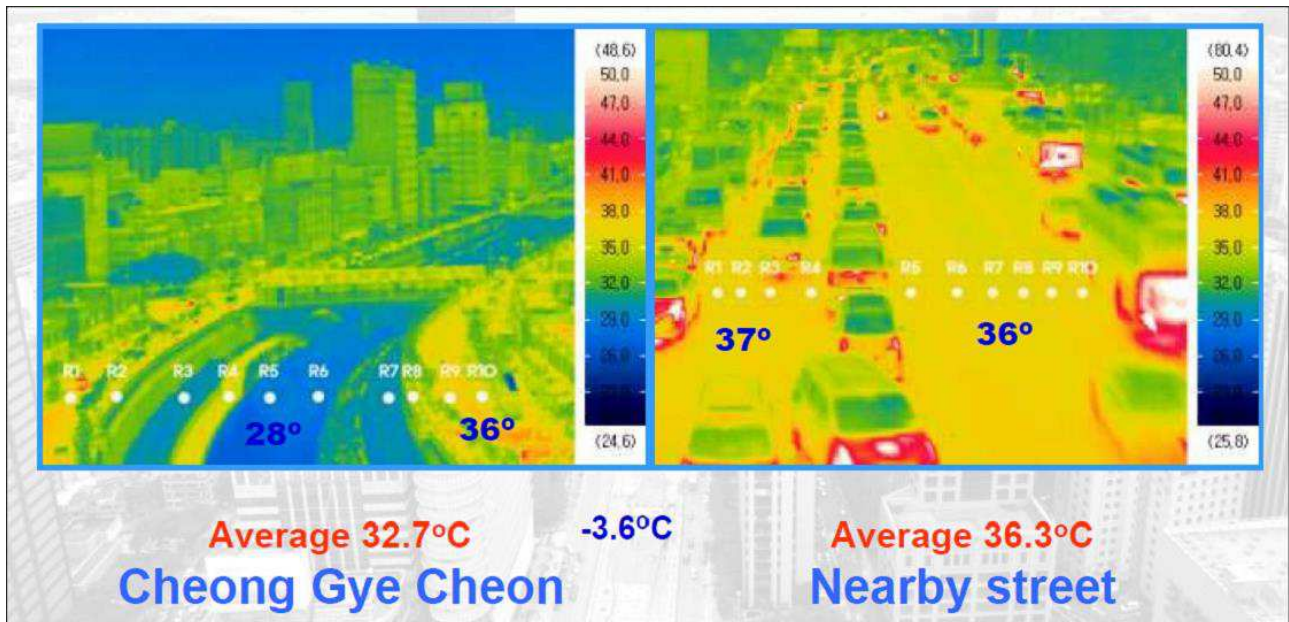 (48.6)
50.0
47.0
44.0
41.0
38.0
35.0
32.0
29.0
26.0
(24.6)
R1 R2 R3 R4 R5 R6 R7 R8 R9 R10
28º
36º
(80.4)
50.0
47.0
44.0
41.0
38.0
35.0
32.0
29.0
26.0
(25.8)
R1 R2 R3 R4 R5 R6 R7 R8 R9 R10
37º
36º
Average 32.7ºC
-3.6ºC
Average 36.3ºC
Cheong Gye Cheon
Nearby street